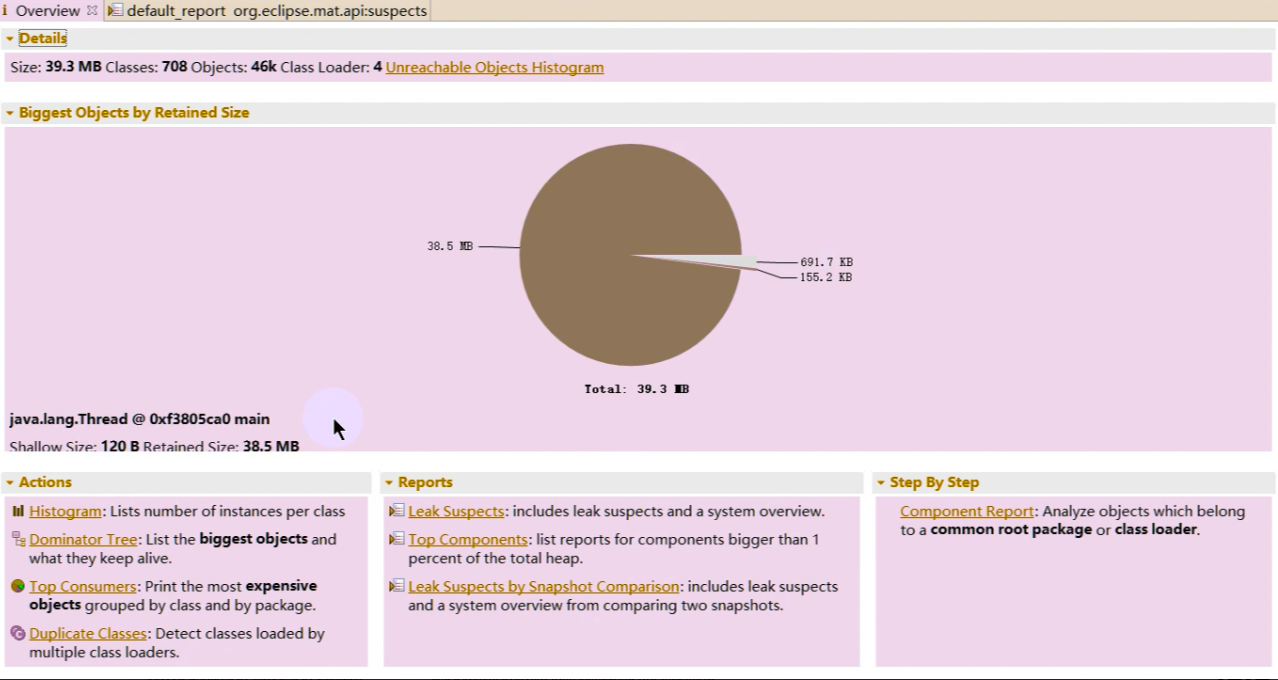 Overview
default_report org.eclipse.mat.api:suspects
Details
Size: 39.3 MB Classes: 708 Objects: 46k Class Loader: 4 Unreachable Objects Histogram
Biggest Objects by Retained Size
38.5 MB
691.7 KB
155.2 KB
Total: 39.3 MB
java.lang.Thread @ 0xf3805ca0 main
Shallow Size: 120 B Retained Size: 38.5 MB
Actions
Histogram: Lists number of instances per class
Dominator Tree: List the biggest objects and
what they keep alive.
Top Consumers: Print the most expensive
objects grouped by class and by package.
Duplicate Classes: Detect classes loaded by
multiple class loaders.
Reports
Leak Suspects: includes leak suspects and a system overview.
Top Components: list reports for components bigger than 1
percent of the total heap.
Leak Suspects by Snapshot Comparison: includes leak suspects
and a system overview from comparing two snapshots.
Step By Step
Component Report: Analyze objects which belong
to a common root package or class loader.